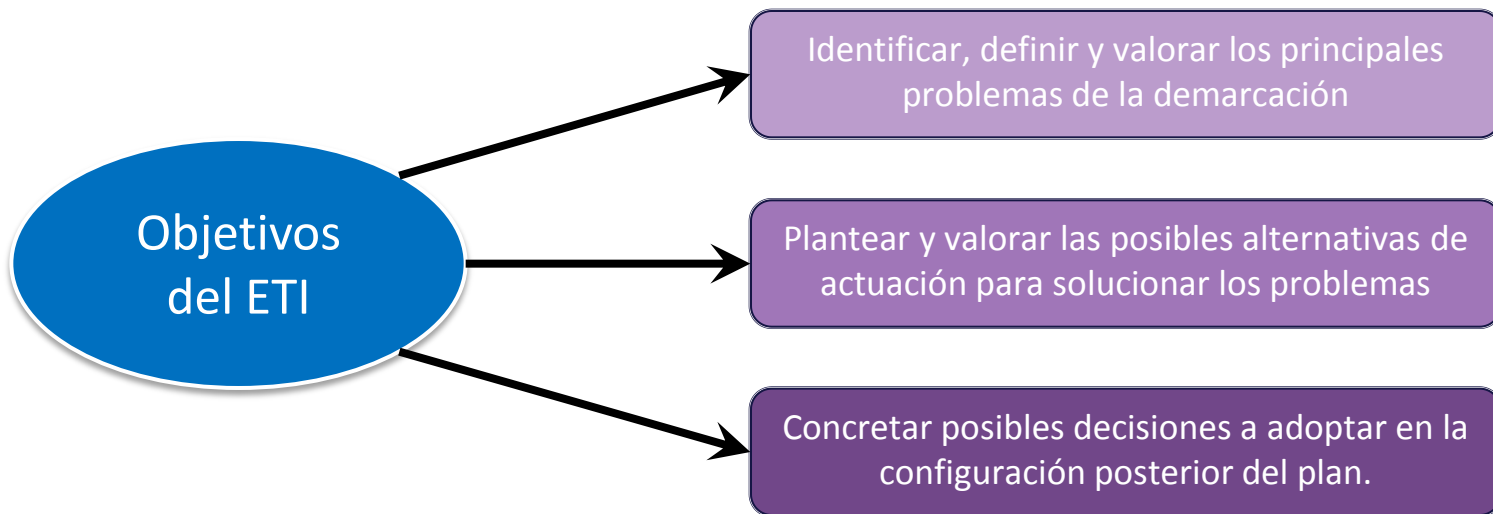 Identificar, definir y valorar los principales
problemas de la demarcación
Objetivos
del ETI
Plantear y valorar las posibles alternativas de
actuación para solucionar los problemas
Concretar posibles decisiones a adoptar en la
configuración posterior del plan.